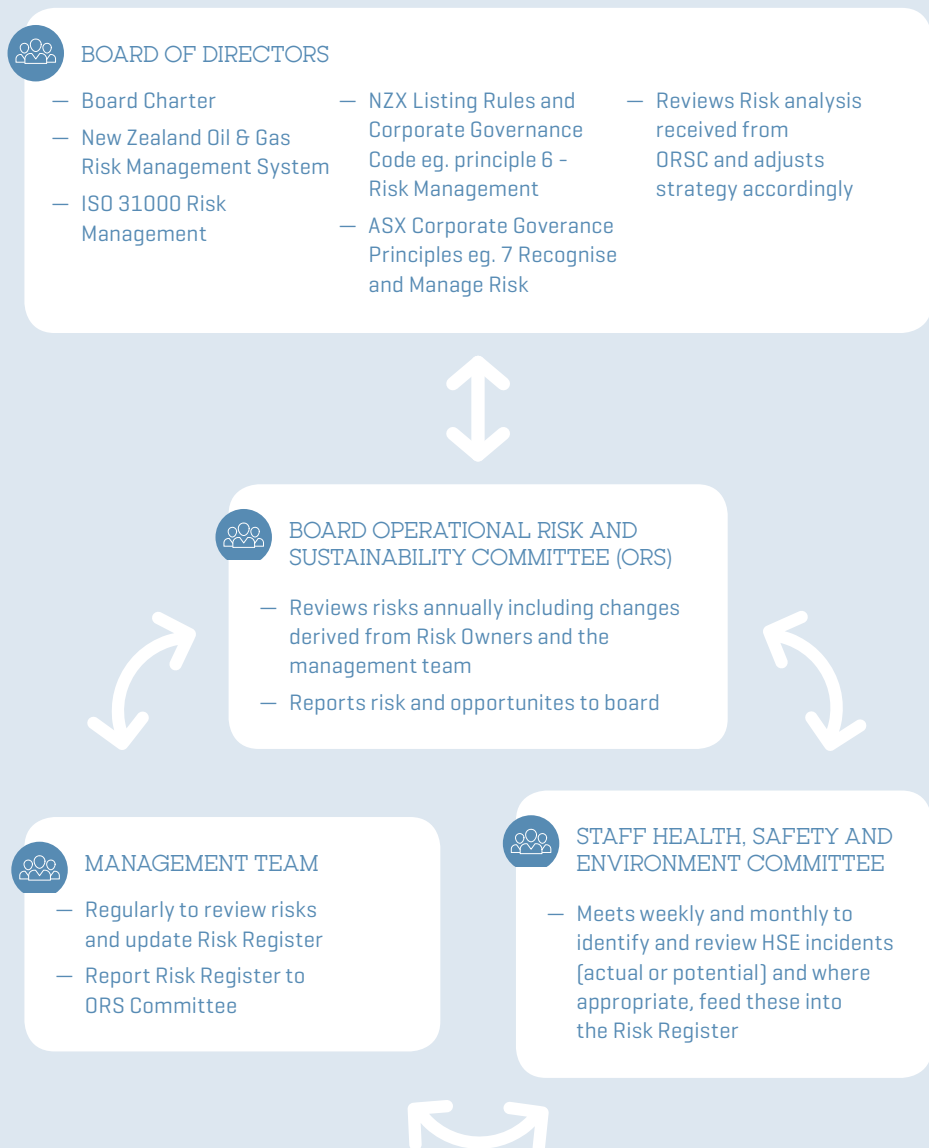 BOARD OF DIRECTORS
— Board Charter
— New Zealand Oil & Gas
Risk Management System
— ISO 31000 Risk
Management
— NZX Listing Rules and
Corporate Governance
Code eg. principle 6 -
Risk Management
— ASX Corporate Goverance
Principles eg. 7 Recognise
and Manage Risk
— Reviews Risk analysis
received from
ORSC and adjusts
strategy accordingly
BOARD OPERATIONAL RISK AND
SUSTAINABILITY COMMITTEE (ORS)
— Reviews risks annually including changes
derived from Risk Owners and the
management team
— Reports risk and opportunites to board
MANAGEMENT TEAM
— Regularly to review risks
and update Risk Register
— Report Risk Register to
ORS Committee
STAFF HEALTH, SAFETY AND
ENVIRONMENT COMMITTEE
— Meets weekly and monthly to
identify and review HSE incidents
(actual or potential) and where
appropriate, feed these into
the Risk Register